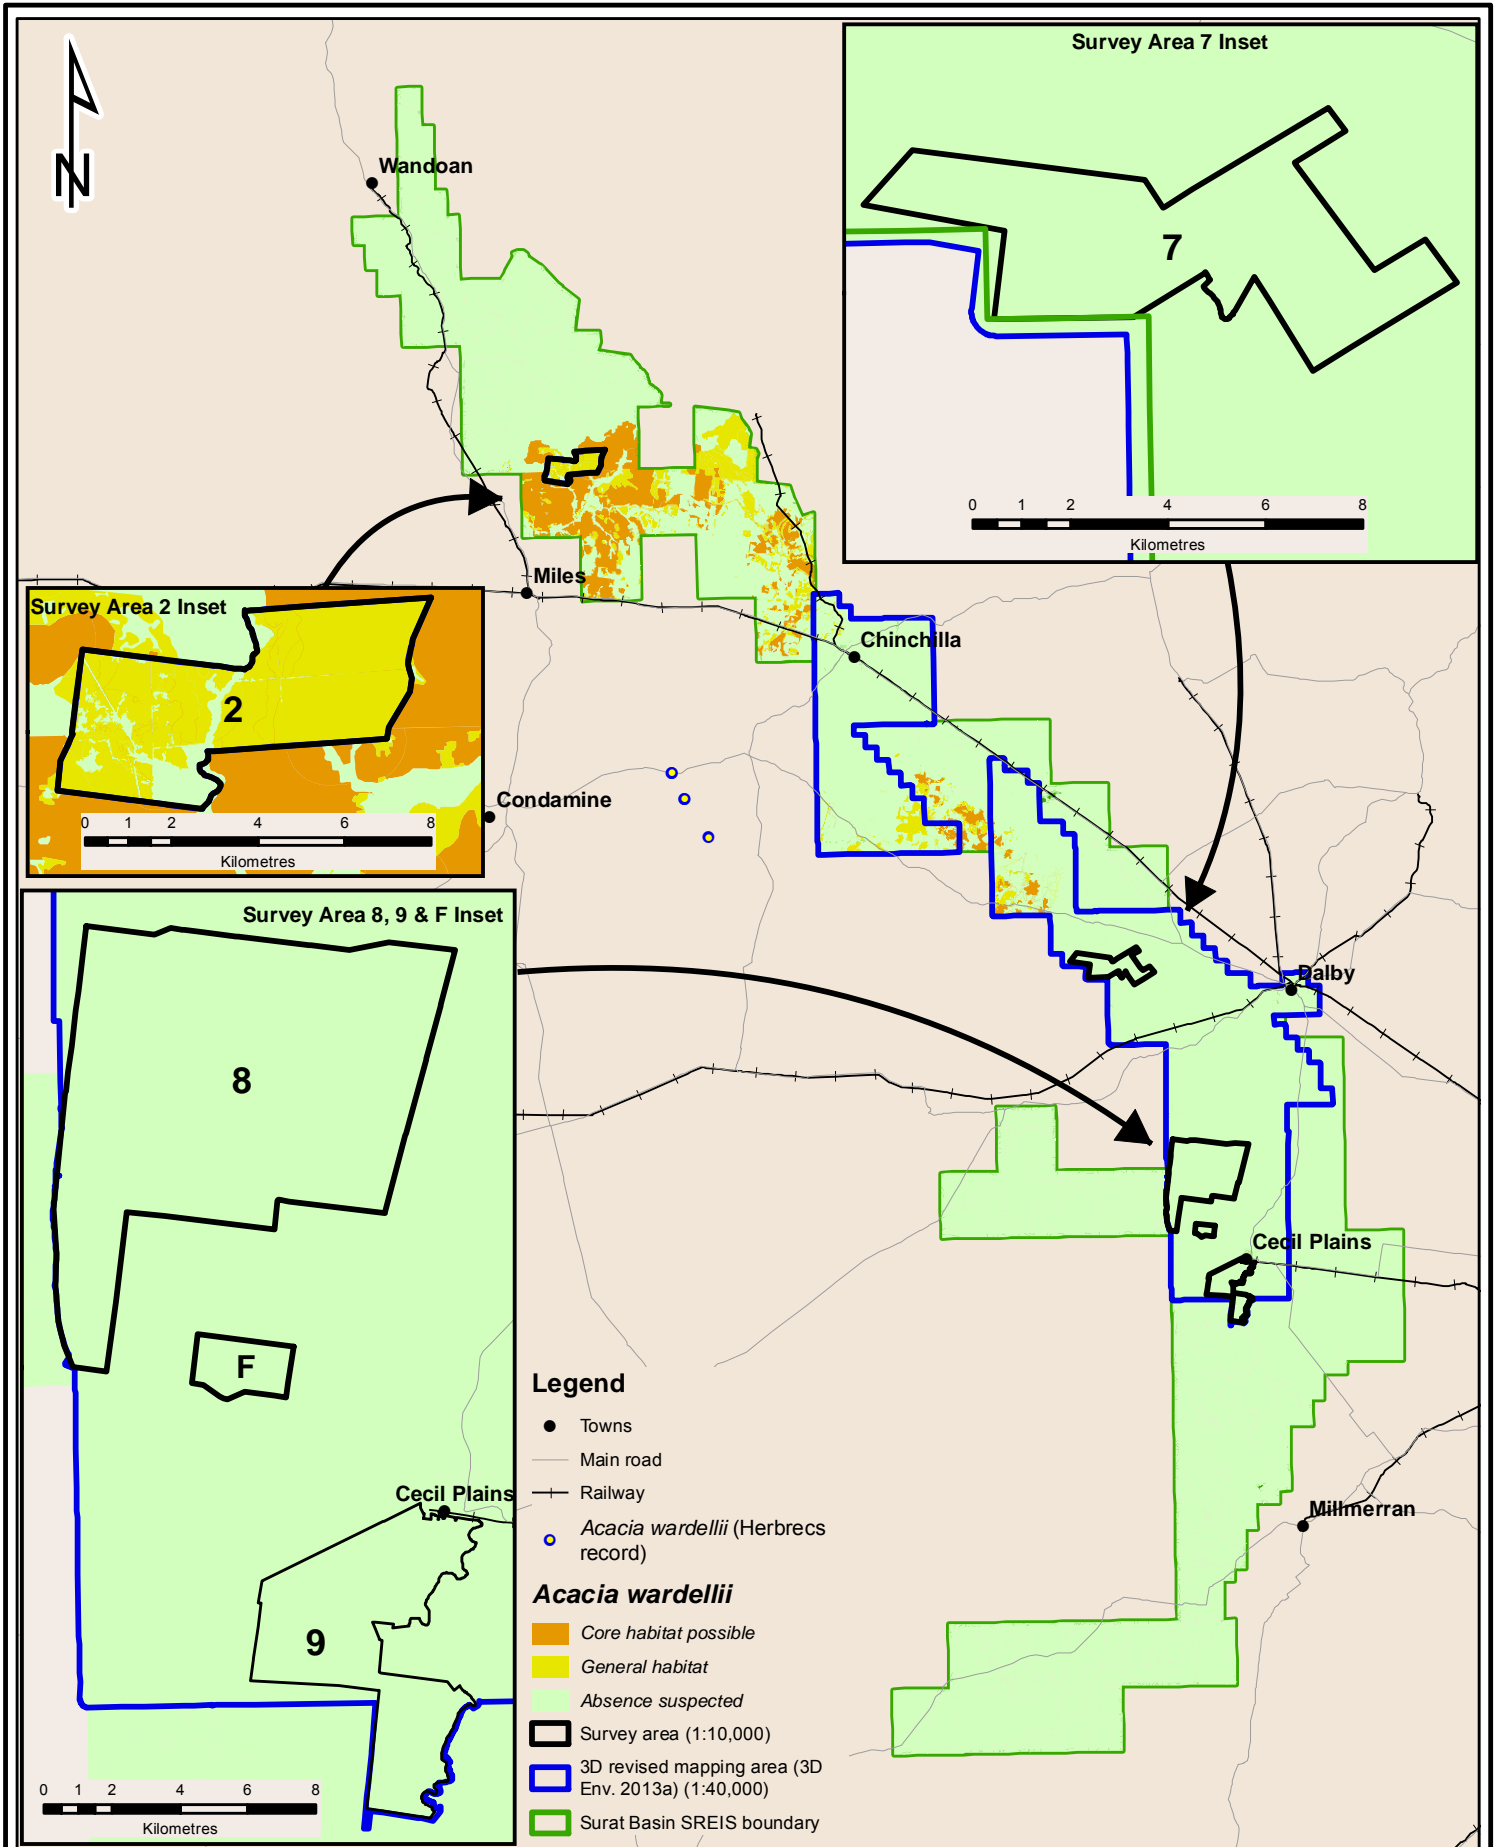 Survey Area 7 Inset
7
0 1 2 4 6 8
Kilometres
N
Wandoan
Miles
Chinchilla
Condamine
Dalby
Cecil Plains
Millmerran
Survey Area 2 Inset
2
0 1 2 4 6 8
Kilometres
Survey Area 8, 9 & F Inset
8
F
Cecil Plains
9
0 1 2 4 6 8
Kilometres
Legend
Towns
Main road
Railway
Acacia wardellii (Herbrecs
record)
Acacia wardellii
Core habitat possible
General habitat
Absence suspected
Survey area (1:10,000)
3D revised mapping area (3D
Env. 2013a) (1:40,000)
Surat Basin SREIS boundary